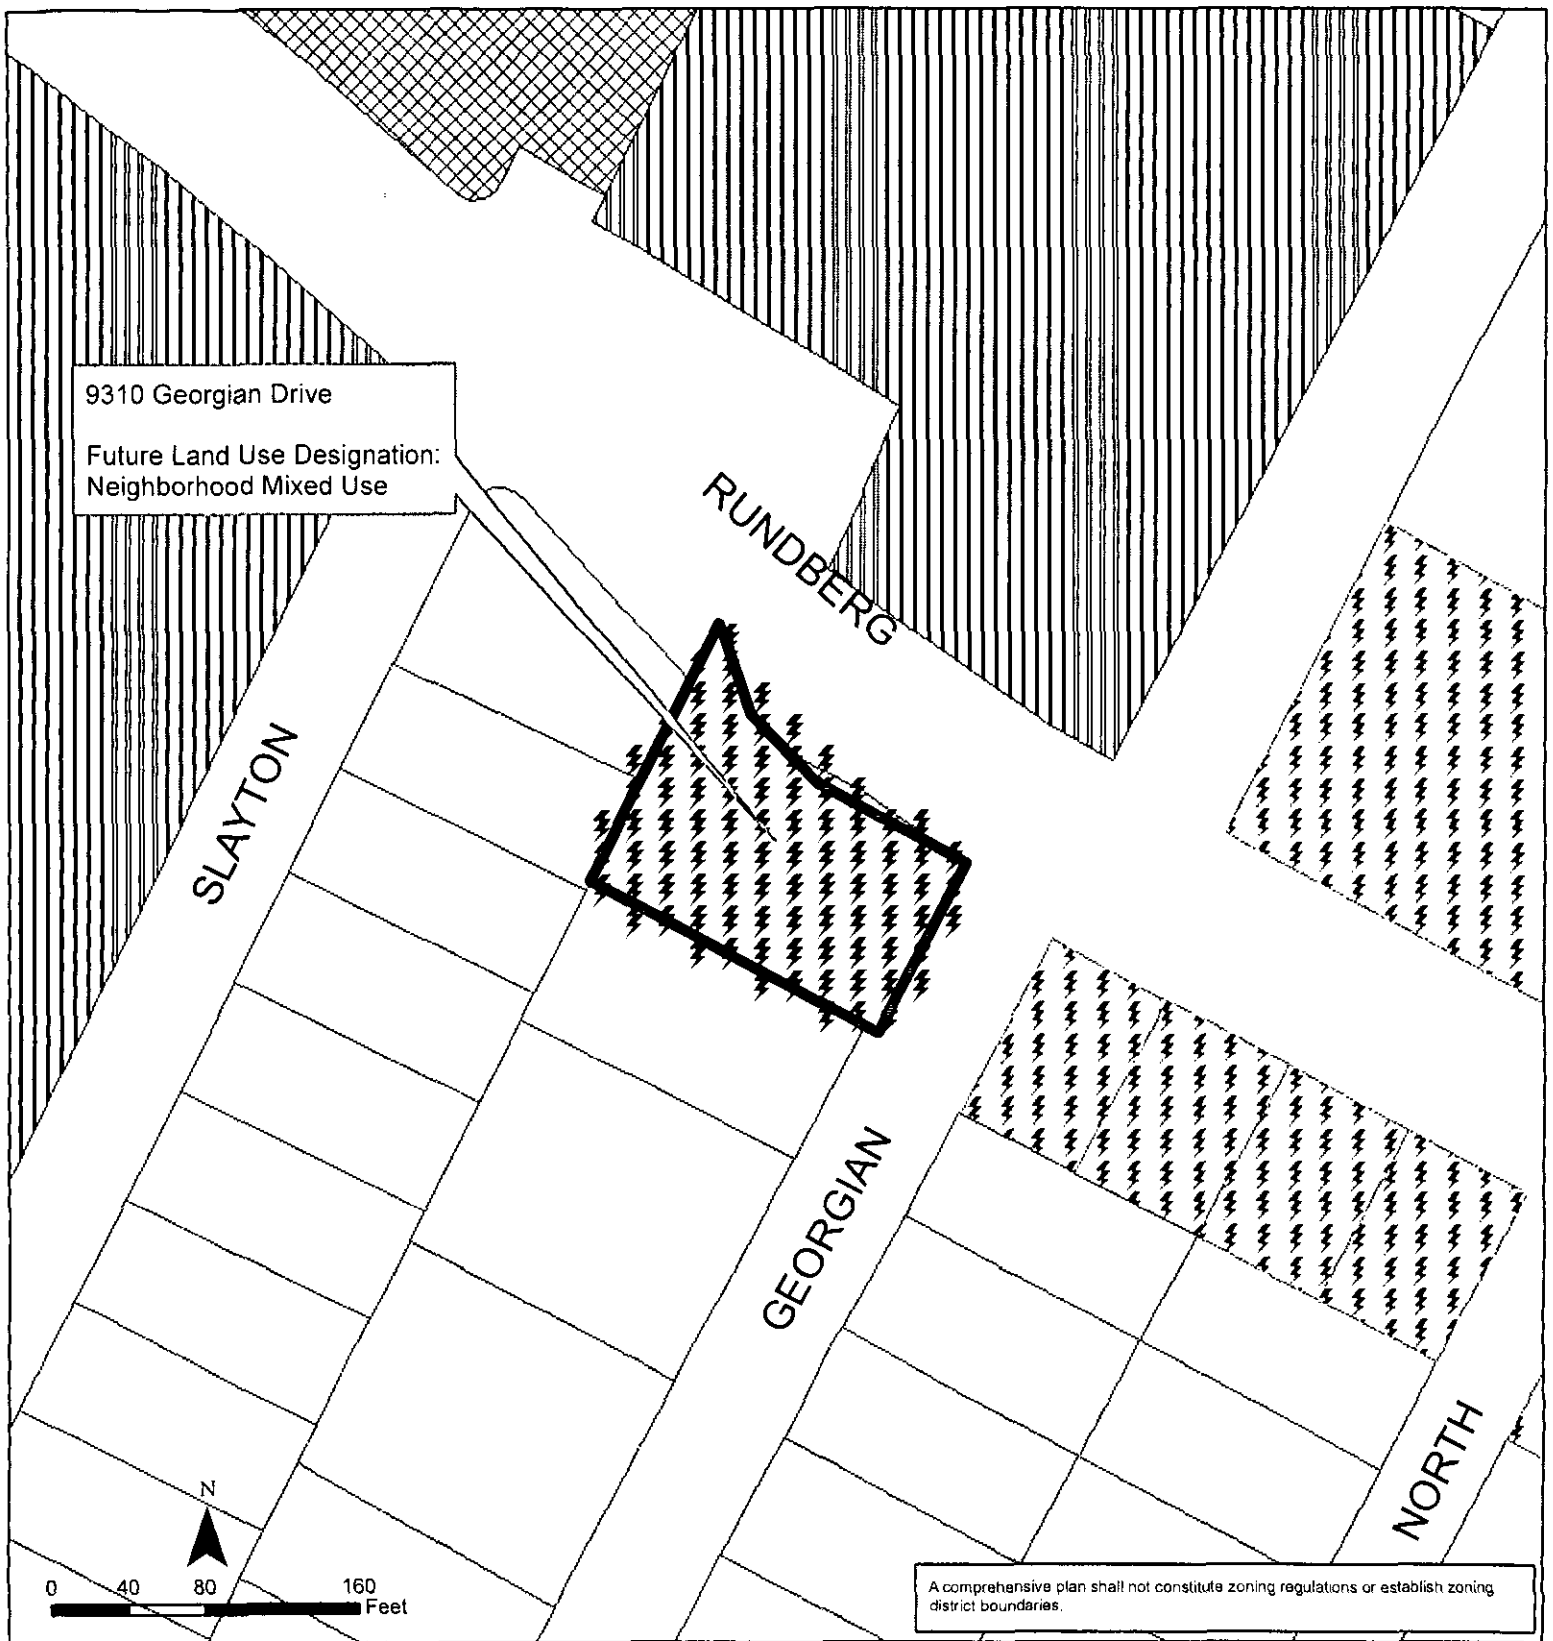 9310 Georgian Drive
Future Land Use Designation:
Neighborhood Mixed Use
RUNDBERG
SLAYTON
GEORGIAN
NORTH
N
0 40 80 160
Feet
A comprehensive plan shall not constitute zoning regulations or establish zoning
district boundaries.